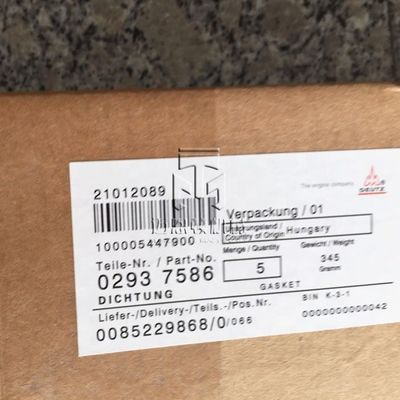 21012089
The engine company
DEUTZ
Verpackung / 01
Ursprungsland /
Country of Origin Hungary
100005447900
Menge / Quantity
Gewicht / Weight
Teile-Nr. / Part-No.
5
345
Gramm
0293 7586
DICHTUNG
GASKET
Liefer-/Delivery-/Teils.-/Pos.Nr.
BIN K-3-1
0085229868/0/066
0000000000042